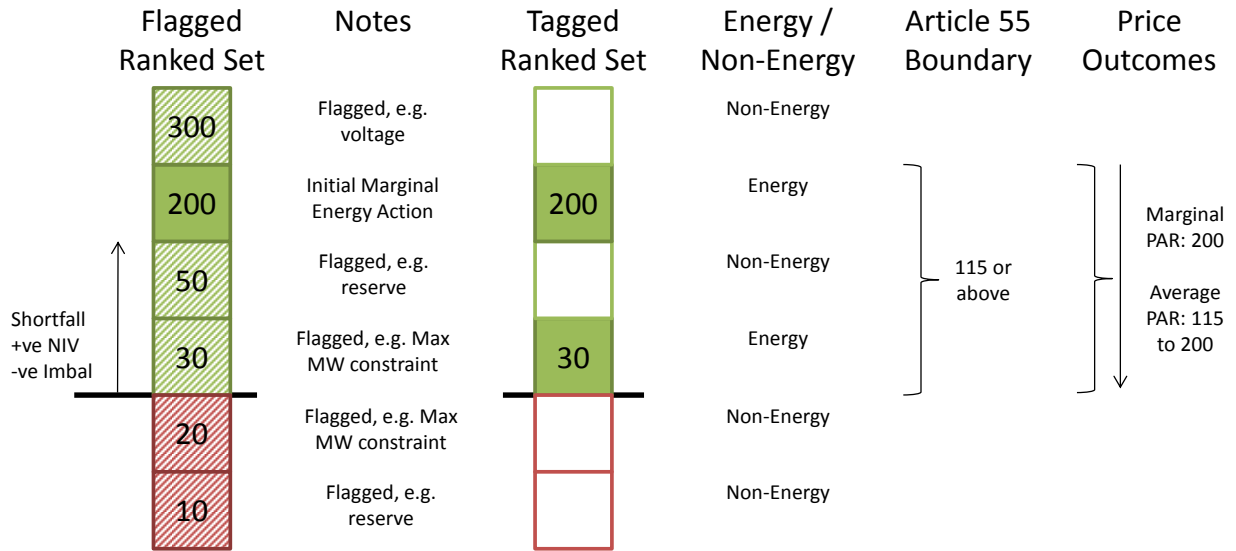 Flagged
Ranked Set
Notes
Tagged
Ranked Set
Energy /
Non-Energy
Article 55
Boundary
Price
Outcomes
300
Flagged, e.g.
voltage
Non-Energy
200
Initial Marginal
Energy Action
200
Energy
50
Flagged, e.g.
reserve
Non-Energy
30
Flagged, e.g. Max
MW constraint
30
Energy
Shortfall
+ve NIV
-ve Imbal
115 or
above
Marginal
PAR: 200
Average
PAR: 115
to 200
20
Flagged, e.g. Max
MW constraint
Non-Energy
10
Flagged, e.g.
reserve
Non-Energy